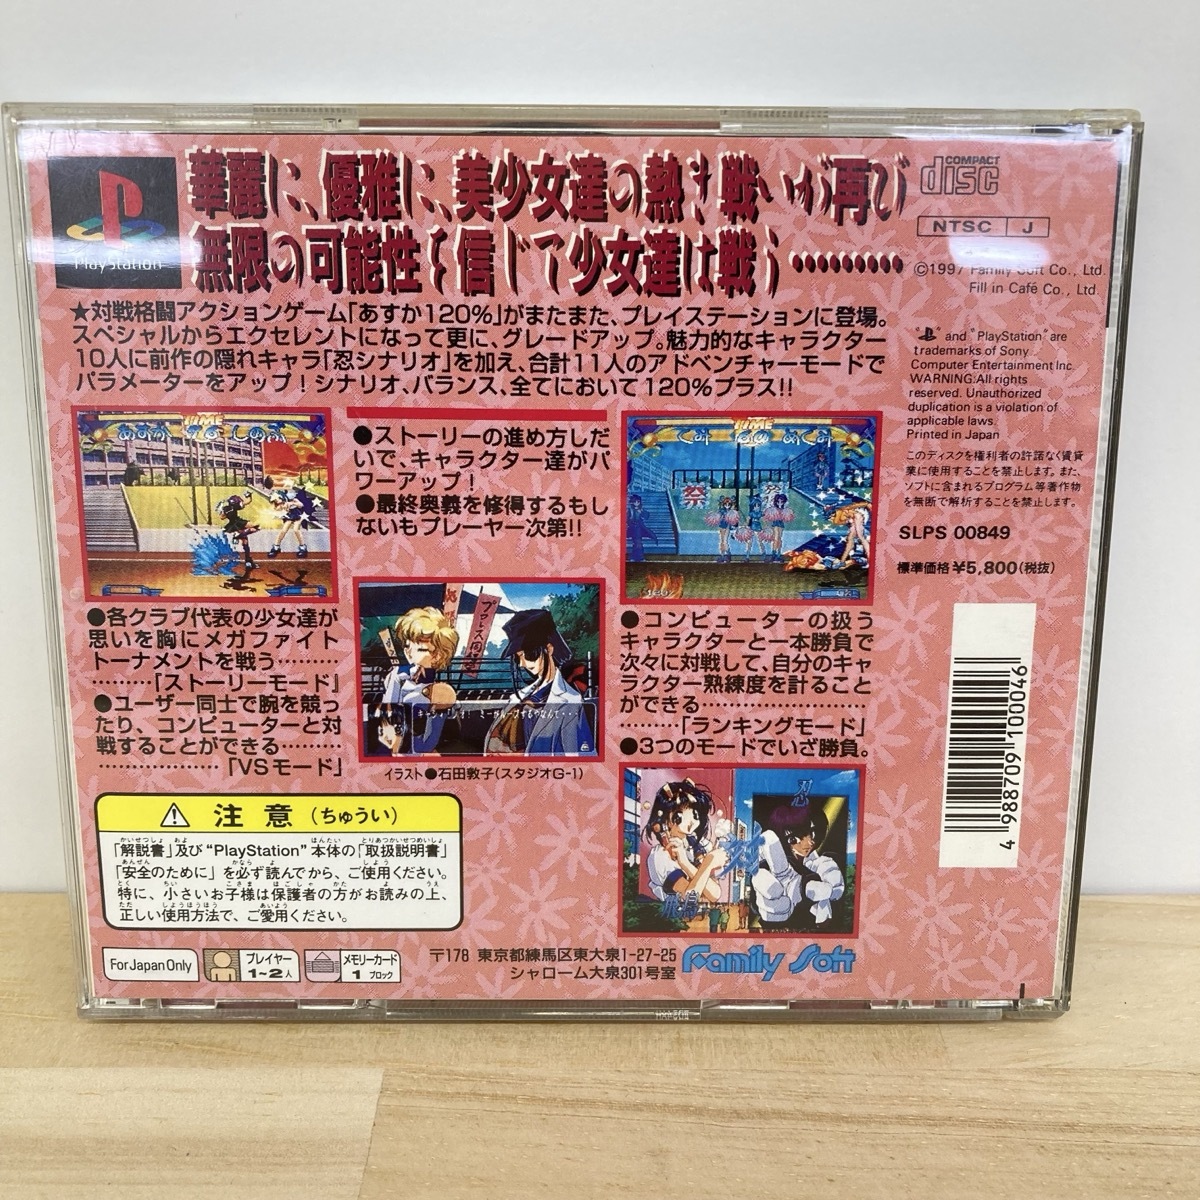 華麗に、優雅に、美少女達の熱き戦いが再び
無限の可能性を信じて少女達は戦う………
PlayStation
COMPACT
disc
NTSC J
©1997 Family Soft Co., Ltd.
Fill in Café Co., Ltd.
★対戦格闘アクションゲーム「あすか120%」がまたまた、プレイステーションに登場。
スペシャルからエクセレントになって更に、グレードアップ。魅力的なキャラクター
10人に前作の隠れキャラ「忍シナリオ」を加え、合計11人のアドベンチャーモードで
パラメーターをアップ！シナリオ、バランス、全てにおいて120%プラス!!
" " and "PlayStation" are
trademarks of Sony
Computer Entertainment Inc.
WARNING:All rights
reserved. Unauthorized
duplication is a violation of
applicable laws.
Printed in Japan
このディスクを権利者の許諾なく賃貸
業に使用することを禁止します。また、
ソフトに含まれるプログラム等著作物
を無断で解析することを禁止します。
SLPS 00849
標準価格 ¥5,800(税抜)
TIME
あすか
しのぶ
●ストーリーの進め方しだ
いで、キャラクター達がパ
ワーアップ！
●最終奥義を修得するもし
ないもプレーヤー次第!!
TIME
くみ
めぐみ
祭
●各クラブ代表の少女達が
思いを胸にメガファイト
トーナメントを戦う………
………「ストーリーモード」
●ユーザー同士で腕を競っ
たり、コンピューターと対
戦することができる………
………………「VSモード」
プロレス同好会
イラスト●石田敦子(スタジオG-1)
●コンピューターの扱う
キャラクターと一本勝負で
次々に対戦して、自分のキャ
ラクター熟練度を計ること
ができる……………………
………「ランキングモード」
●3つのモードでいざ勝負。
忍
対
飛鳥
4 988709 100046
注意(ちゅうい)
「解説書」及び"PlayStation"本体の「取扱説明書」
「安全のために」を必ず読んでから、ご使用ください。
特に、小さいお子様は保護者の方がお読みの上、
正しい使用方法で、ご愛用ください。
For Japan Only
プレイヤー
1~2人
メモリーカード
1ブロック
〒178 東京都練馬区東大泉1-27-25
シャローム大泉301号室
Family Soft